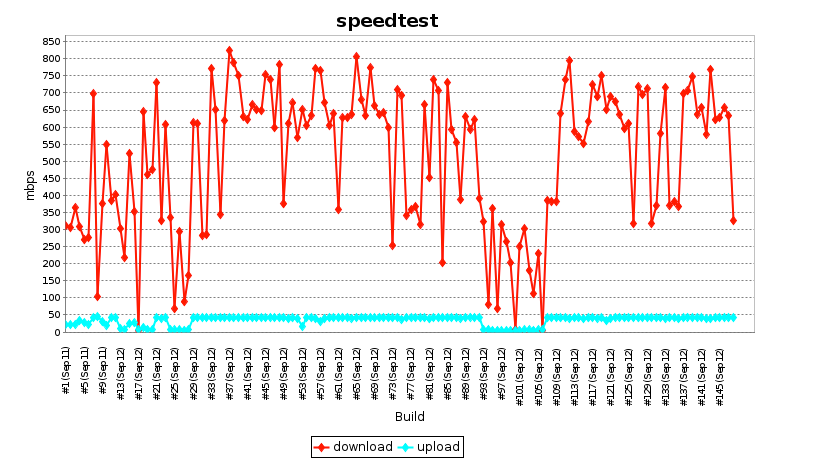 speedtest
850
800
750
700
650
600
550
500
450
400
350
300
250
200
150
100
50
0
mbps
#1(Sep11)
#5(Sep11)
#9(Sep11)
#13(Sep12)
#17(Sep12)
#21(Sep12)
#25(Sep12)
#29(Sep12)
#33(Sep12)
#37(Sep12)
#41(Sep12)
#45(Sep12)
#49(Sep12)
#53(Sep12)
#57(Sep12)
#61(Sep12)
#65(Sep12)
#69(Sep12)
#73(Sep12)
#77(Sep12)
#81(Sep12)
#85(Sep12)
#89(Sep12)
#93(Sep12)
#97(Sep12)
#101(Sep12)
#105(Sep12)
#109(Sep12)
#113(Sep12)
#117(Sep12)
#121(Sep12)
#125(Sep12)
#129(Sep12)
#133(Sep12)
#137(Sep12)
#141(Sep12)
#145(Sep12)
Build
download upload